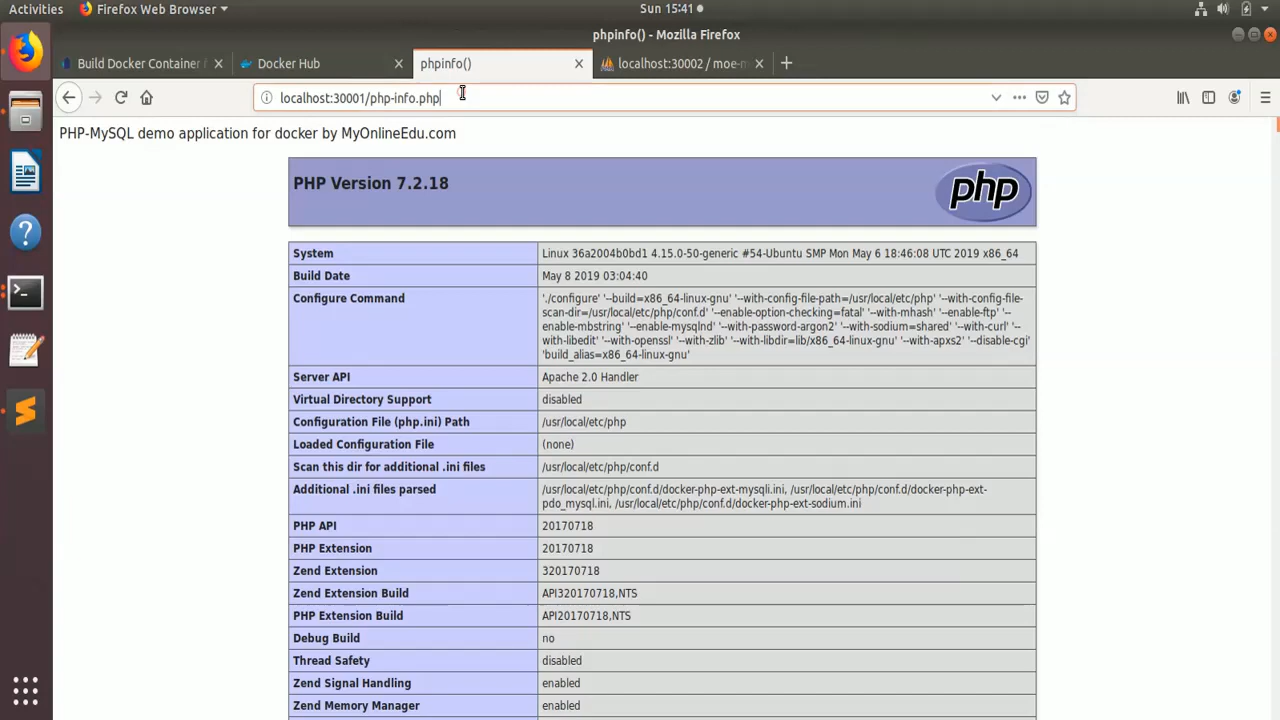 Activities Firefox Web Browser Sun 15:41
phpinfo() - Mozilla Firefox
Build Docker Container Docker Hub phpinfo() localhost:30002 / moe-m
localhost:30001/php-info.php
PHP-MySQL demo application for docker by MyOnlineEdu.com
PHP Version 7.2.18
php
System Linux 36a2004b0bd1 4.15.0-50-generic #54-Ubuntu SMP Mon May 6 18:46:08 UTC 2019 x86_64
Build Date May 8 2019 03:04:40
Configure Command './configure' '--build=x86_64-linux-gnu' '--with-config-file-path=/usr/local/etc/php' '--with-config-file-
scan-dir=/usr/local/etc/php/conf.d' '--enable-option-checking=fatal' '--with-mhash' '--enable-ftp' '--
enable-mbstring' '--enable-mysqlnd' '--with-password-argon2' '--with-sodium=shared' '--with-curl' '--
with-libedit' '--with-openssl' '--with-zlib' '--with-libdir=lib/x86_64-linux-gnu' '--with-apxs2' '--disable-cgi'
'build_alias=x86_64-linux-gnu'
Server API Apache 2.0 Handler
Virtual Directory Support disabled
Configuration File (php.ini) Path /usr/local/etc/php
Loaded Configuration File (none)
Scan this dir for additional .ini files /usr/local/etc/php/conf.d
Additional .ini files parsed /usr/local/etc/php/conf.d/docker-php-ext-mysqli.ini, /usr/local/etc/php/conf.d/docker-php-ext-
pdo_mysql.ini, /usr/local/etc/php/conf.d/docker-php-ext-sodium.ini
PHP API 20170718
PHP Extension 20170718
Zend Extension 320170718
Zend Extension Build API320170718,NTS
PHP Extension Build API20170718,NTS
Debug Build no
Thread Safety disabled
Zend Signal Handling enabled
Zend Memory Manager enabled